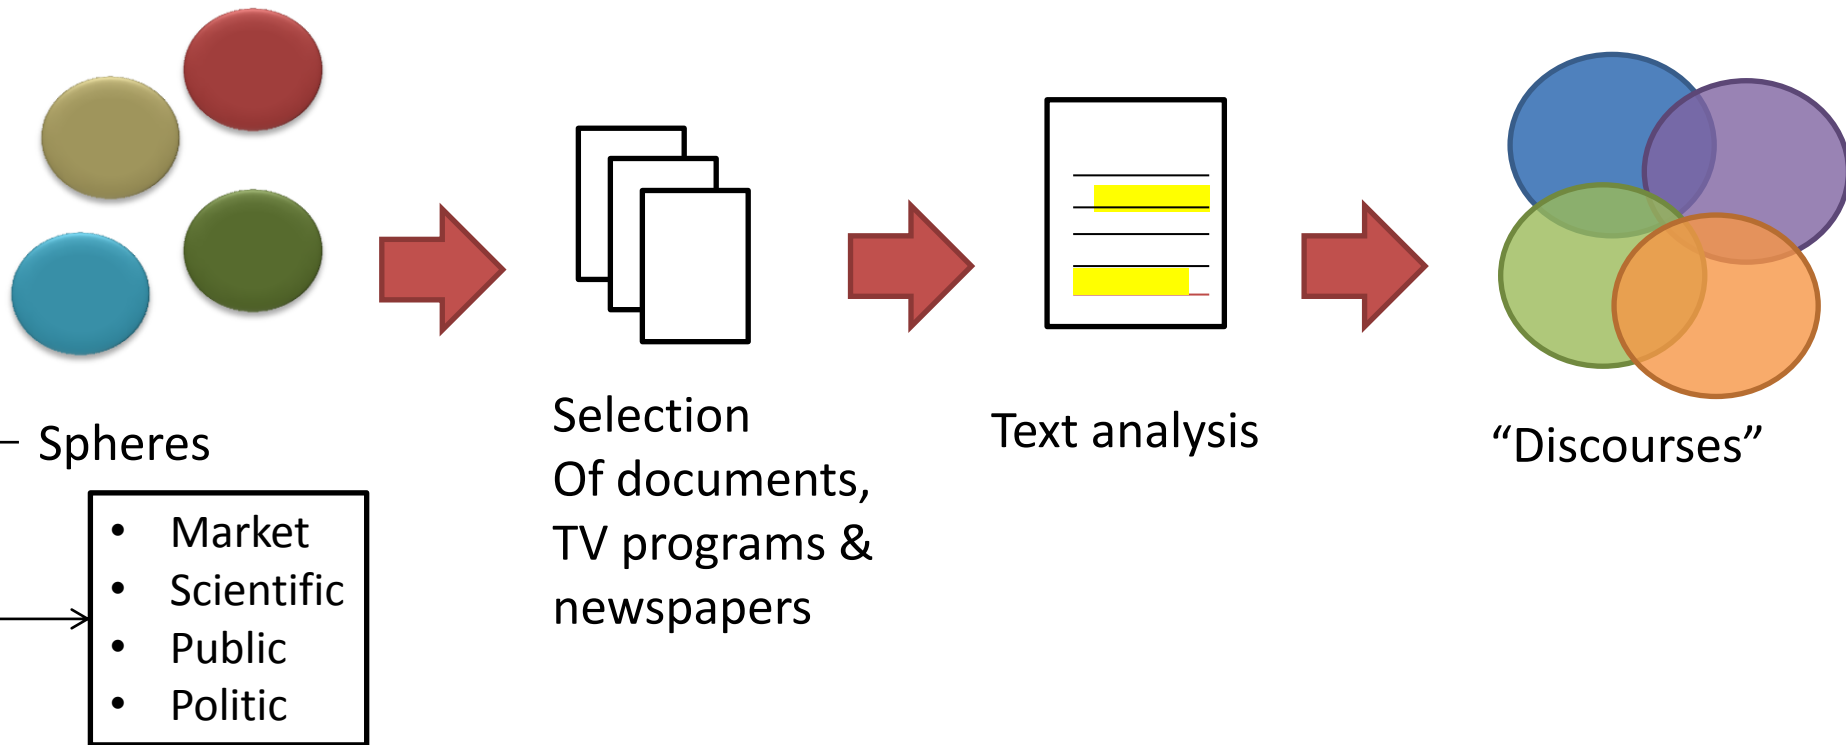 Spheres
• Market
• Scientific
• Public
• Politic
Selection
Of documents,
TV programs &
newspapers
Text analysis
“Discourses”